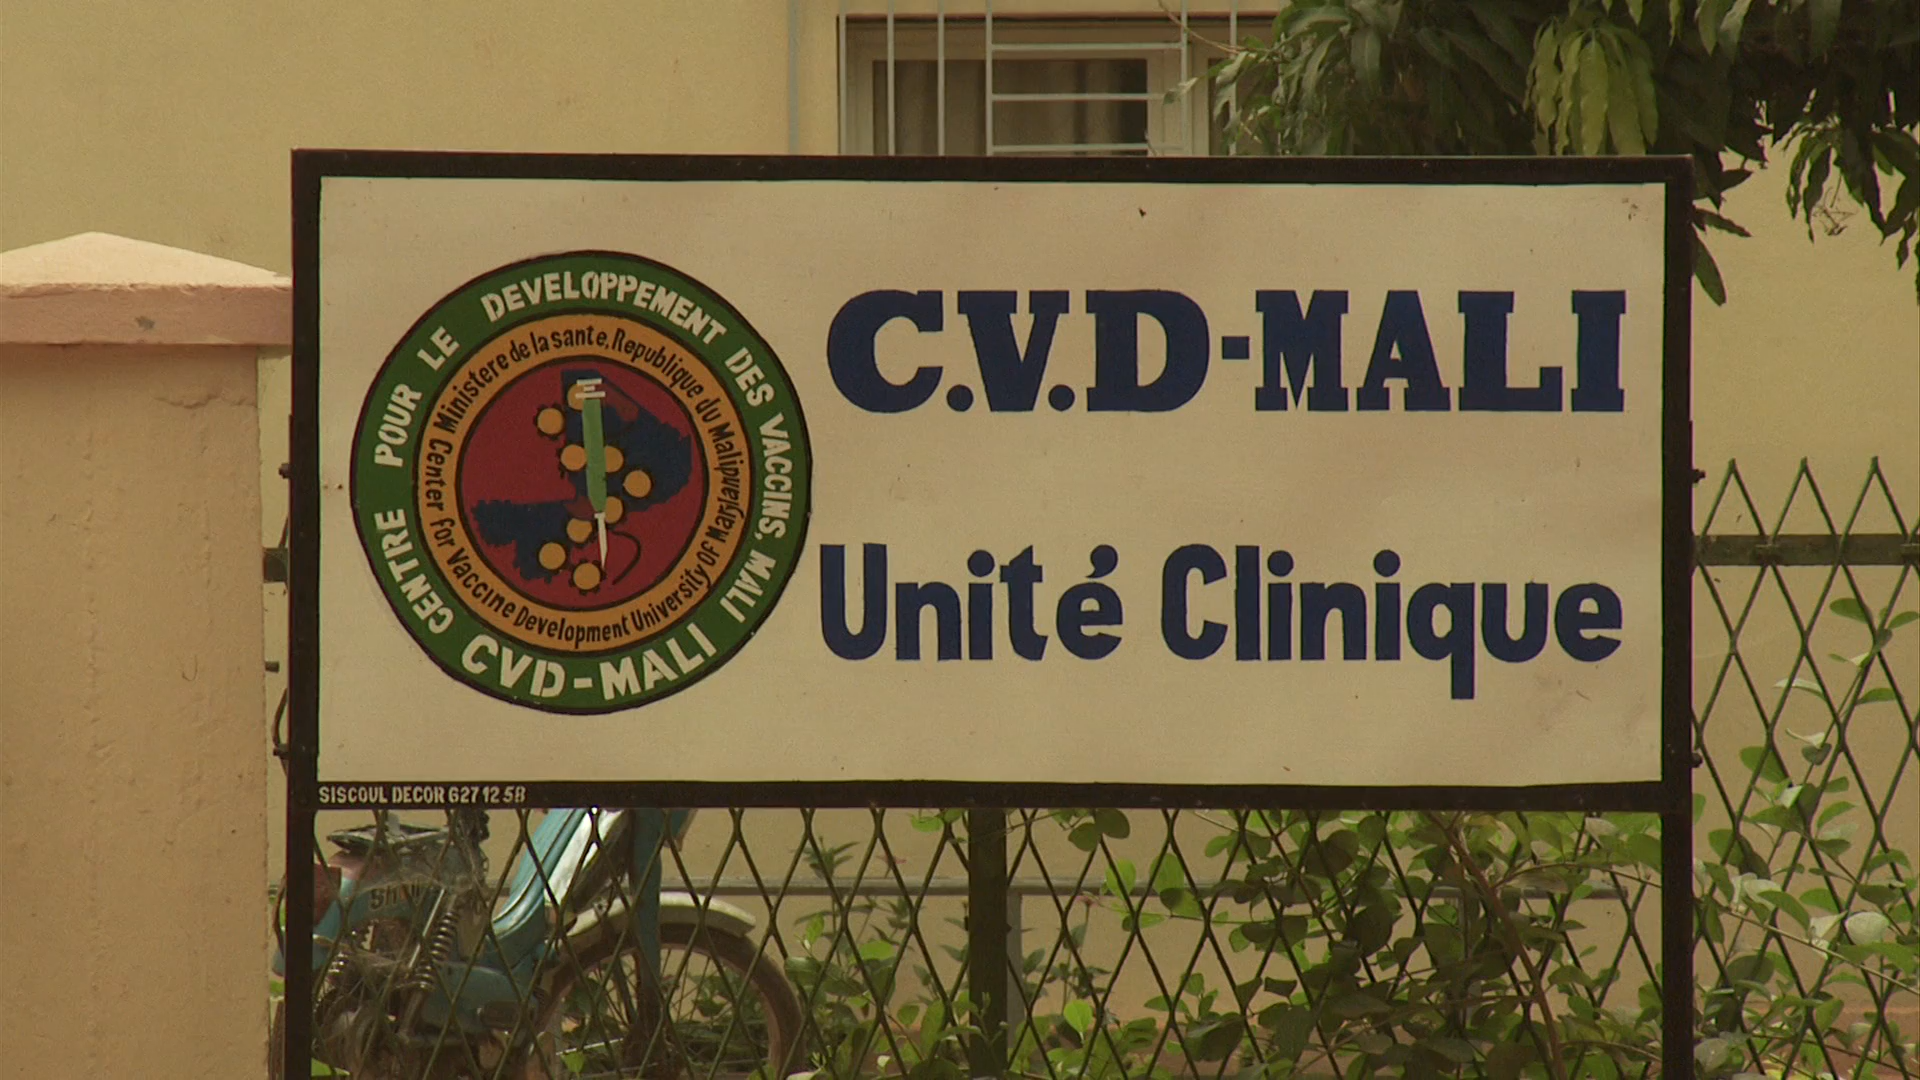 CENTRE POUR LE DEVELOPPEMENT DES VACCINS, MALI
CVD-MALI
Ministere de la sante, Republique du Mali
Center for Vaccine Development University of Maryland
C.V.D-MALI
Unité Clinique
SISCOUL DECOR 627 12 58